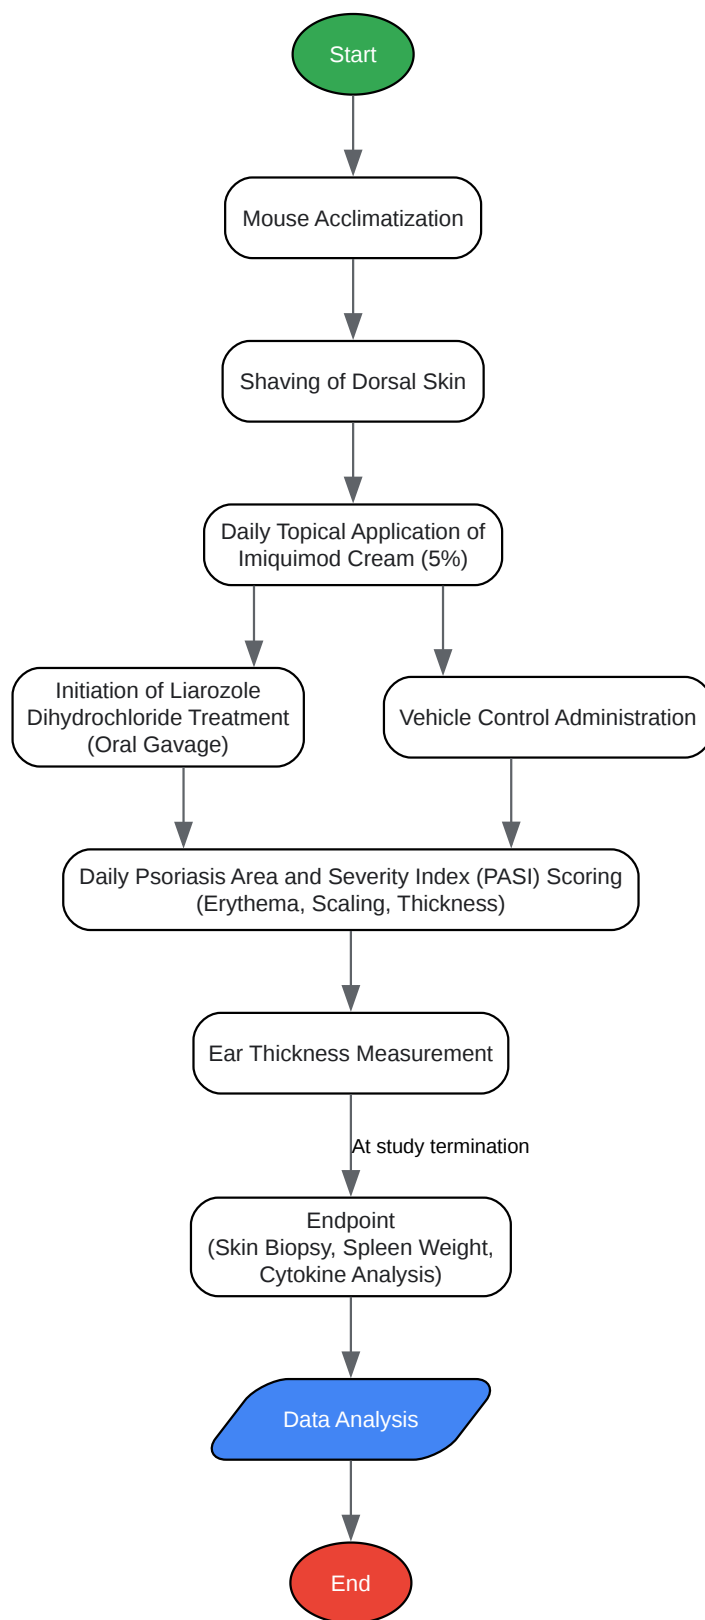 Start
Mouse Acclimatization
Shaving of Dorsal Skin
Daily Topical Application of
Imiquimod Cream (5%)
Initiation of Liarozole
Dihydrochloride Treatment
(Oral Gavage)
Vehicle Control Administration
Daily Psoriasis Area and Severity Index (PASI) Scoring
(Erythema, Scaling, Thickness)
Ear Thickness Measurement
At study termination
Endpoint
(Skin Biopsy, Spleen Weight,
Cytokine Analysis)
Data Analysis
End